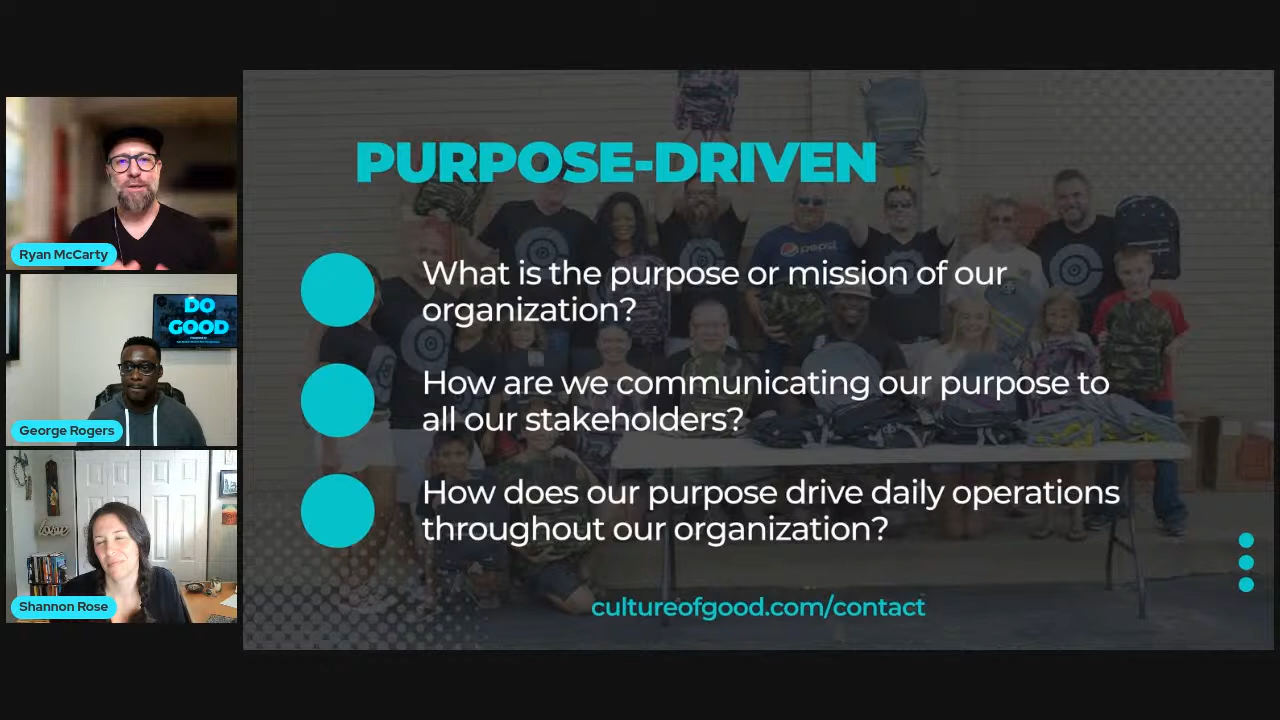 Ryan McCarty
DO
GOOD
George Rogers
love
Shannon Rose
PURPOSE-DRIVEN
pepsi
What is the purpose or mission of our
organization?
How are we communicating our purpose to
all our stakeholders?
How does our purpose drive daily operations
throughout our organization?
cultureofgood.com/contact